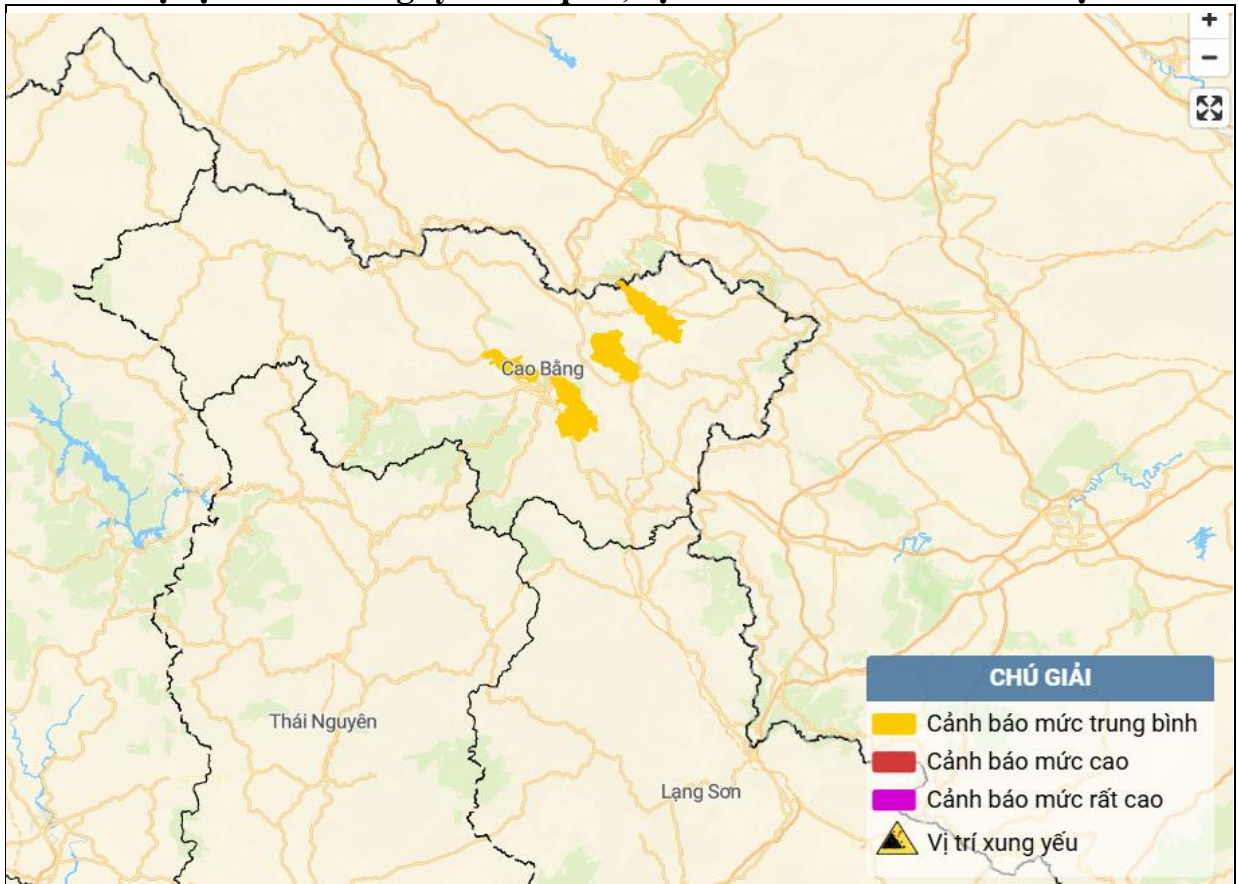 +
−
Cao Bằng
Thái Nguyên
Lạng Sơn
CHÚ GIẢI
Cảnh báo mức trung bình
Cảnh báo mức cao
Cảnh báo mức rất cao
Vị trí xung yếu